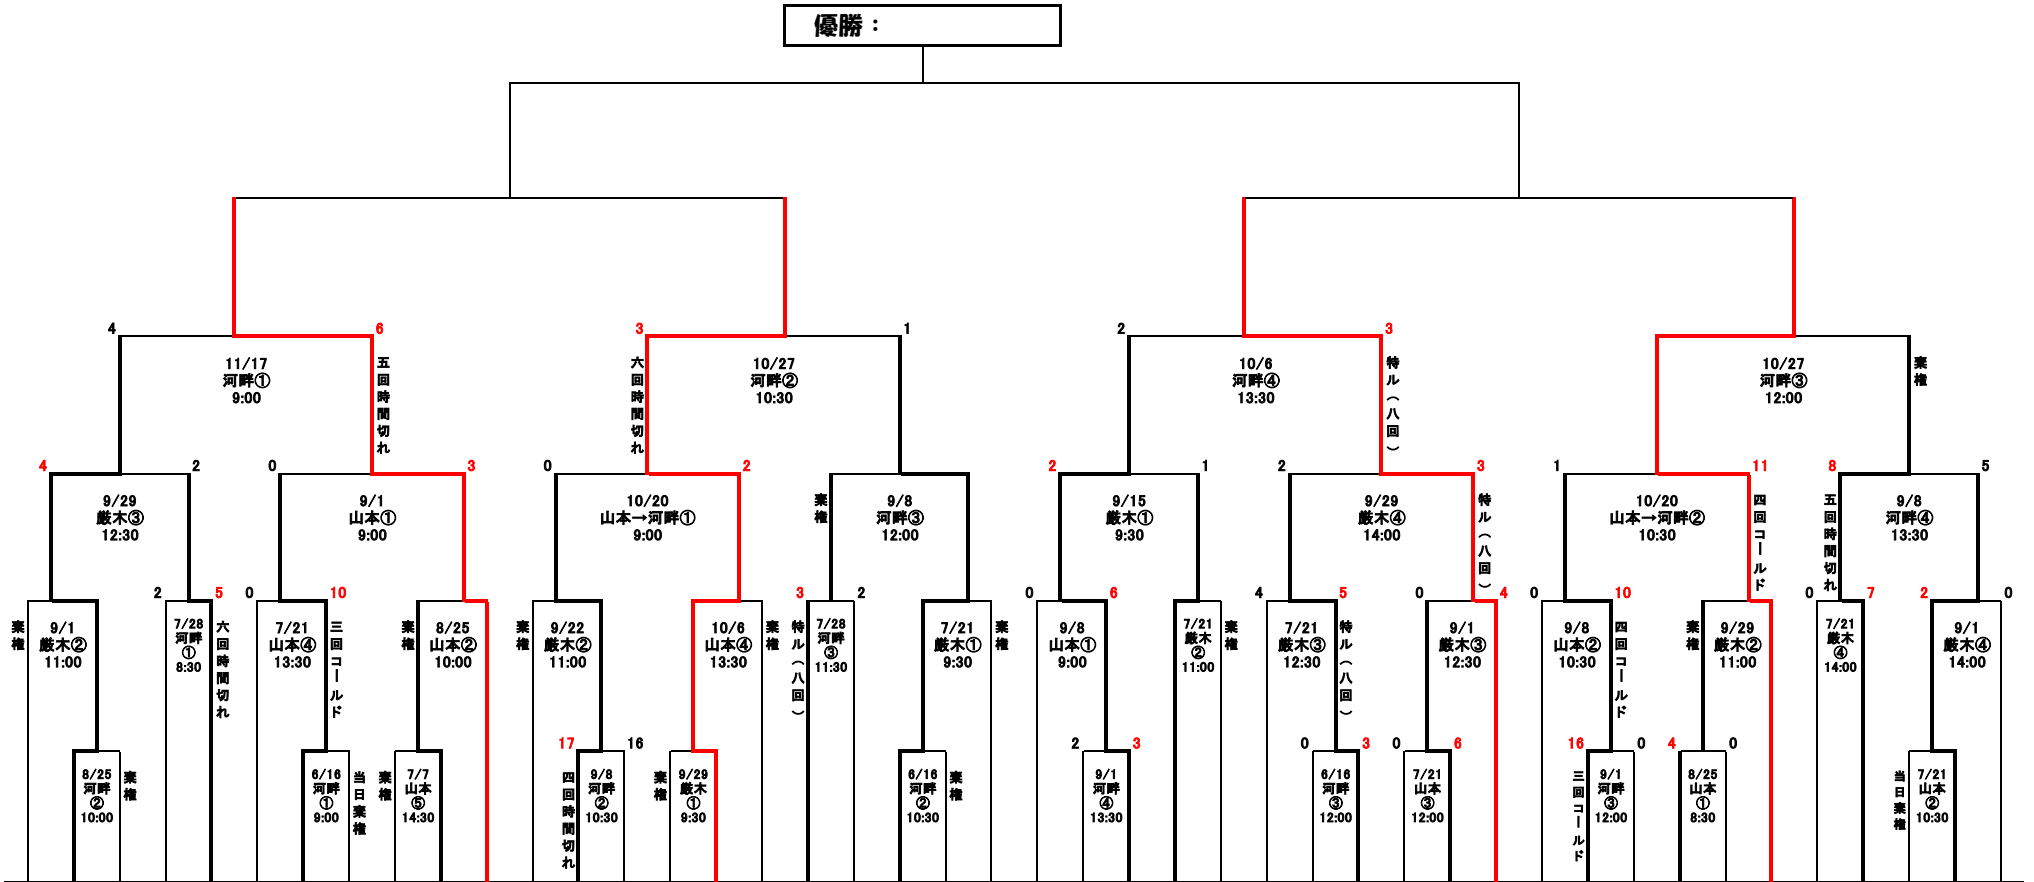 優勝：
4
6
3
1
2
3
11/17
河畔①
9:00
五回時間切れ
六回時間切れ
10/27
河畔②
10:30
10/6
河畔④
13:30
特ル（八回）
10/27
河畔③
12:00
棄権
4
2
0
3
0
2
2
1
2
3
1
11
8
5
9/29
厳木③
12:30
9/1
山本①
9:00
10/20
山本→河畔①
9:00
棄権
9/8
河畔③
12:00
9/15
厳木①
9:30
9/29
厳木④
14:00
特ル（八回）
10/20
山本→河畔②
10:30
四回コールド
五回時間切れ
9/8
河畔④
13:30
2
5
0
10
3
2
0
6
4
5
0
4
0
10
0
7
2
0
棄権
9/1
厳木②
11:00
7/28
河畔
①
8:30
六回時間切れ
7/21
山本④
13:30
三回コールド
棄権
8/25
山本②
10:00
棄権
9/22
厳木②
11:00
10/6
山本④
13:30
棄権
特ル（八回）
7/28
河畔
③
11:30
7/21
厳木①
9:30
棄権
9/8
山本①
9:00
7/21
厳木
②
11:00
棄権
7/21
厳木③
12:30
特ル（八回）
9/1
厳木③
12:30
9/8
山本②
10:30
四回コールド
棄権
9/29
厳木②
11:00
7/21
厳木
④
14:00
9/1
厳木④
14:00
17
16
2
3
0
3
0
6
16
0
4
0
8/25
河畔
②
10:00
棄権
6/16
河畔
①
9:00
当日棄権
棄権
7/7
山本
⑤
14:30
四回時間切れ
9/8
河畔
②
10:30
棄権
9/29
厳木
①
9:30
6/16
河畔
②
10:30
棄権
9/1
河畔
④
13:30
6/16
河畔
③
12:00
7/21
山本
③
12:00
三回コールド
9/1
河畔
③
12:00
8/25
山本
①
8:30
当日棄権
7/21
山本
②
10:30